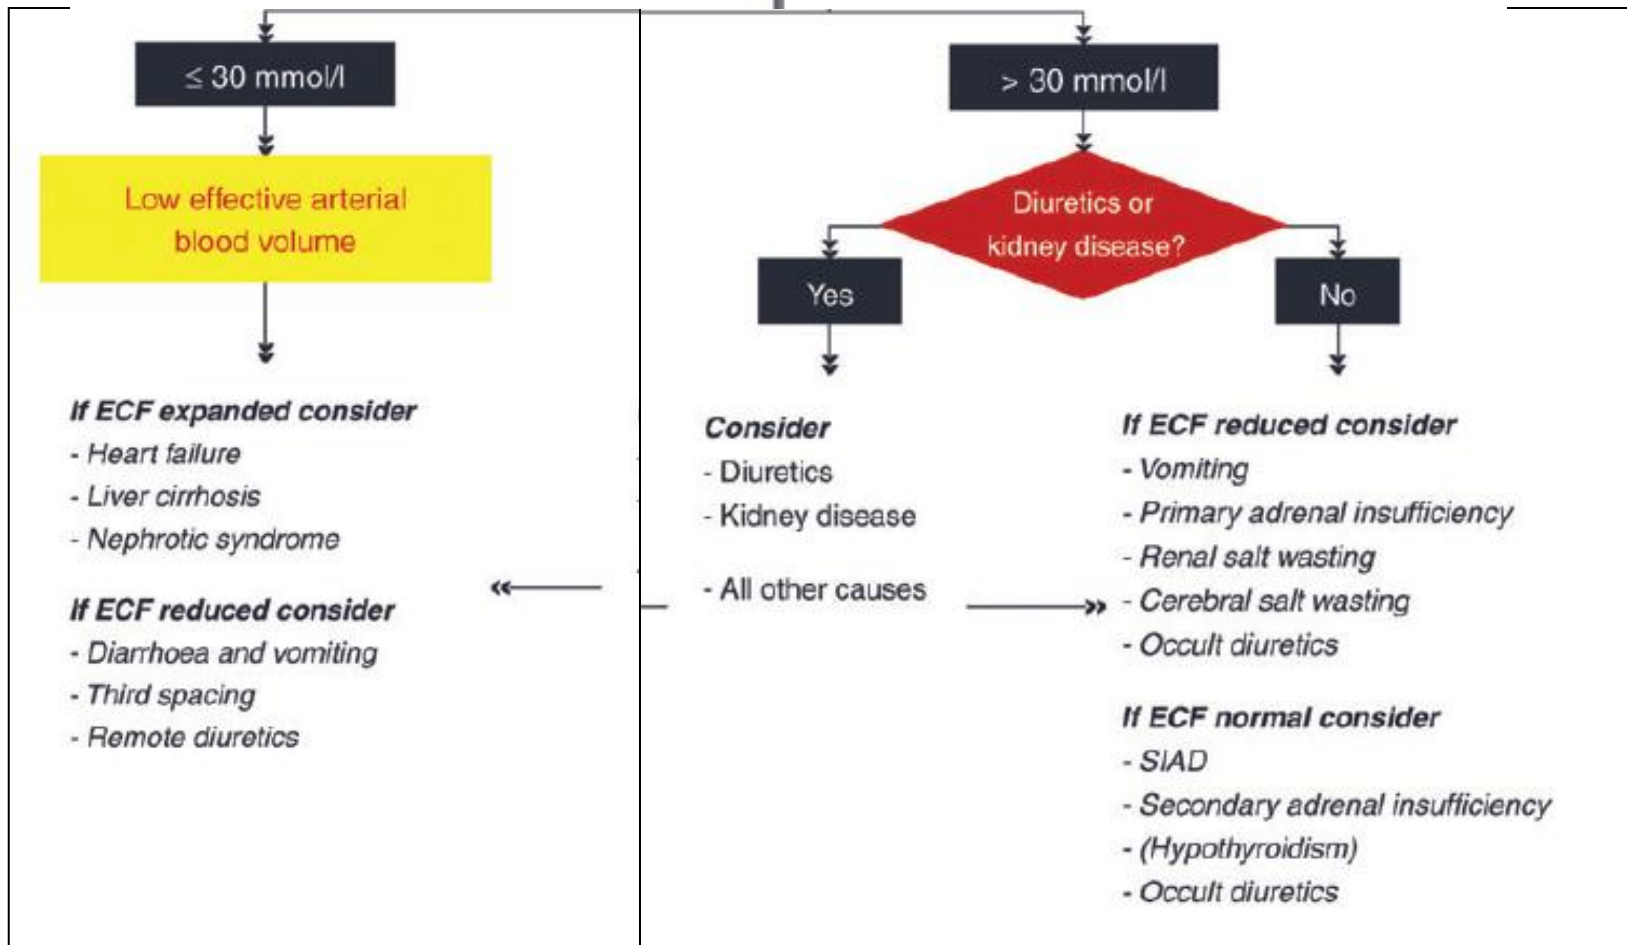 ≤ 30 mmol/l
Low effective arterial
blood volume
If ECF expanded consider
- Heart failure
- Liver cirrhosis
- Nephrotic syndrome
If ECF reduced consider
- Diarrhoea and vomiting
- Third spacing
- Remote diuretics
> 30 mmol/l
Diuretics or
kidney disease?
Yes
No
Consider
- Diuretics
- Kidney disease
- All other causes
If ECF reduced consider
- Vomiting
- Primary adrenal insufficiency
- Renal salt wasting
- Cerebral salt wasting
- Occult diuretics
If ECF normal consider
- SIAD
- Secondary adrenal insufficiency
- (Hypothyroidism)
- Occult diuretics